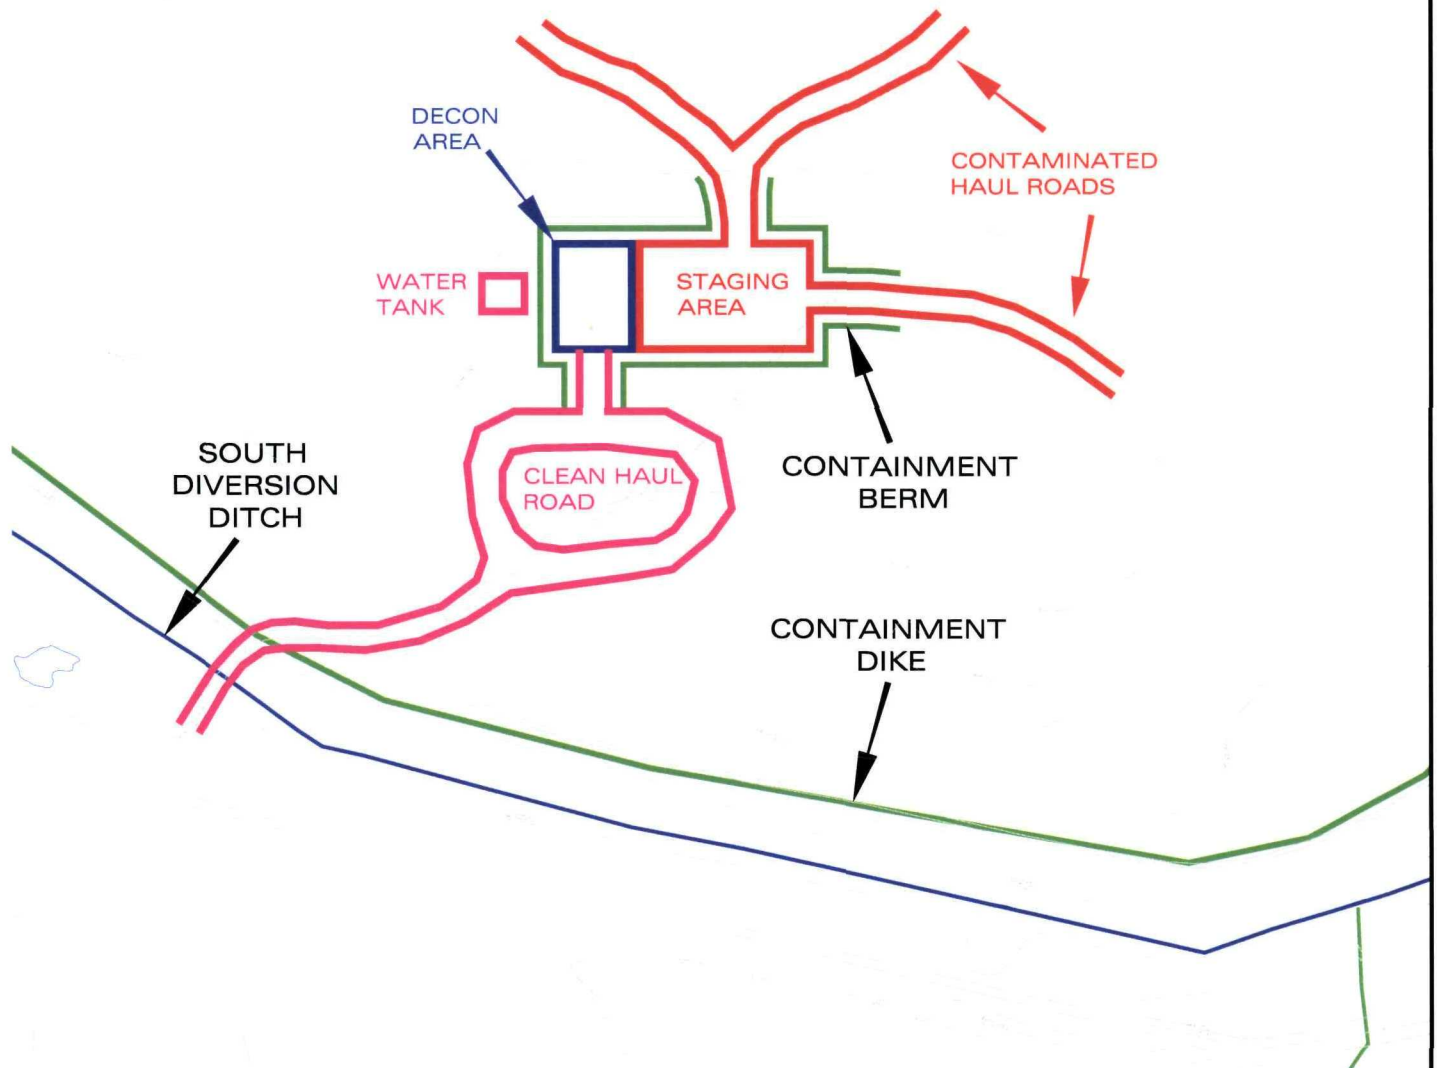 DECON
AREA
CONTAMINATED
HAUL ROADS
WATER
TANK
STAGING
AREA
SOUTH
DIVERSION
DITCH
CLEAN HAUL
ROAD
CONTAINMENT
BERM
CONTAINMENT
DIKE